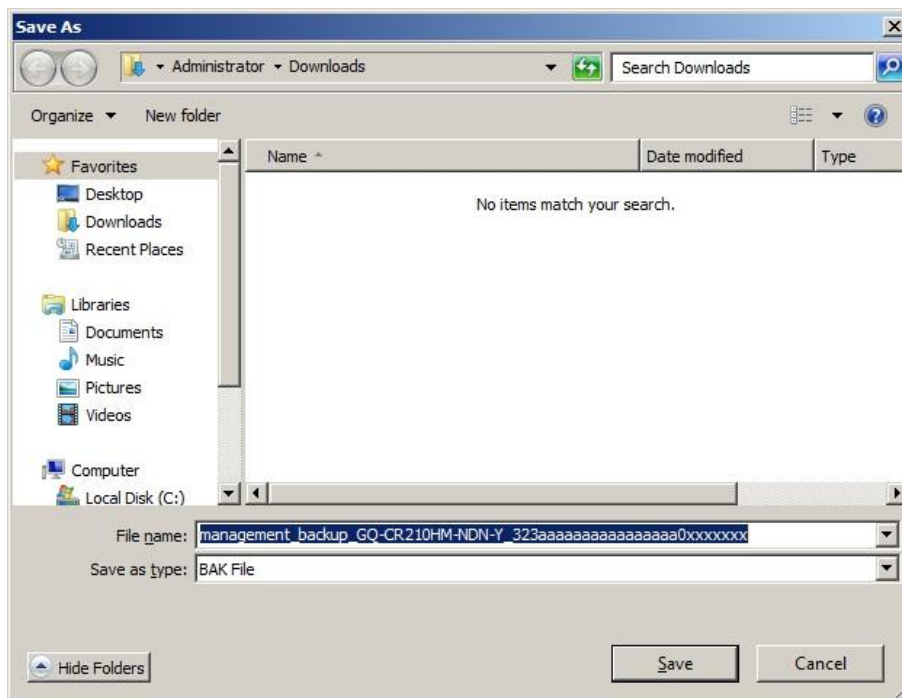 Save As
Administrator Downloads
Search Downloads
Organize
New folder
Name
Date modified
Type
Favorites
Desktop
Downloads
Recent Places
Libraries
Documents
Music
Pictures
Videos
Computer
Local Disk (C:)
No items match your search.
File name: management_backup_GQ-CR210HM-NDN-Y_323aaaaaaaaaaaaaaaa0xxxxxxx
Save as type: BAK File
Hide Folders
Save
Cancel